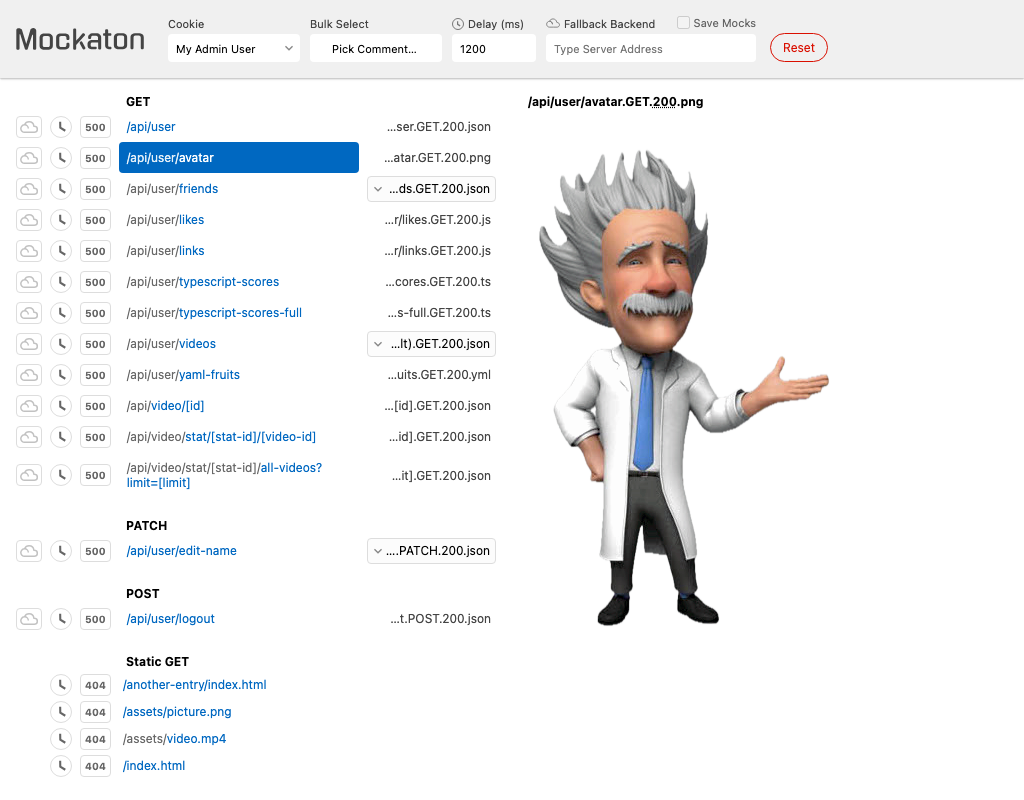 Mockaton
Cookie
My Admin User
Bulk Select
Pick Comment...
Delay (ms)
1200
Fallback Backend
Type Server Address
Save Mocks
Reset
GET
500 /api/user ...ser.GET.200.json
500 /api/user/avatar ...atar.GET.200.png
500 /api/user/friends ...ds.GET.200.json
500 /api/user/likes ...r/likes.GET.200.js
500 /api/user/links ...r/links.GET.200.js
500 /api/user/typescript-scores ...cores.GET.200.ts
500 /api/user/typescript-scores-full ...s-full.GET.200.ts
500 /api/user/videos ...lt).GET.200.json
500 /api/user/yaml-fruits ...uits.GET.200.yml
500 /api/video/[id] ...[id].GET.200.json
500 /api/video/stat/[stat-id]/[video-id] ...id].GET.200.json
500 /api/video/stat/[stat-id]/all-videos? ...it].GET.200.json
limit=[limit]
PATCH
500 /api/user/edit-name ....PATCH.200.json
POST
500 /api/user/logout ...t.POST.200.json
Static GET
404 /another-entry/index.html
404 /assets/picture.png
404 /assets/video.mp4
404 /index.html
/api/user/avatar.GET.200.png